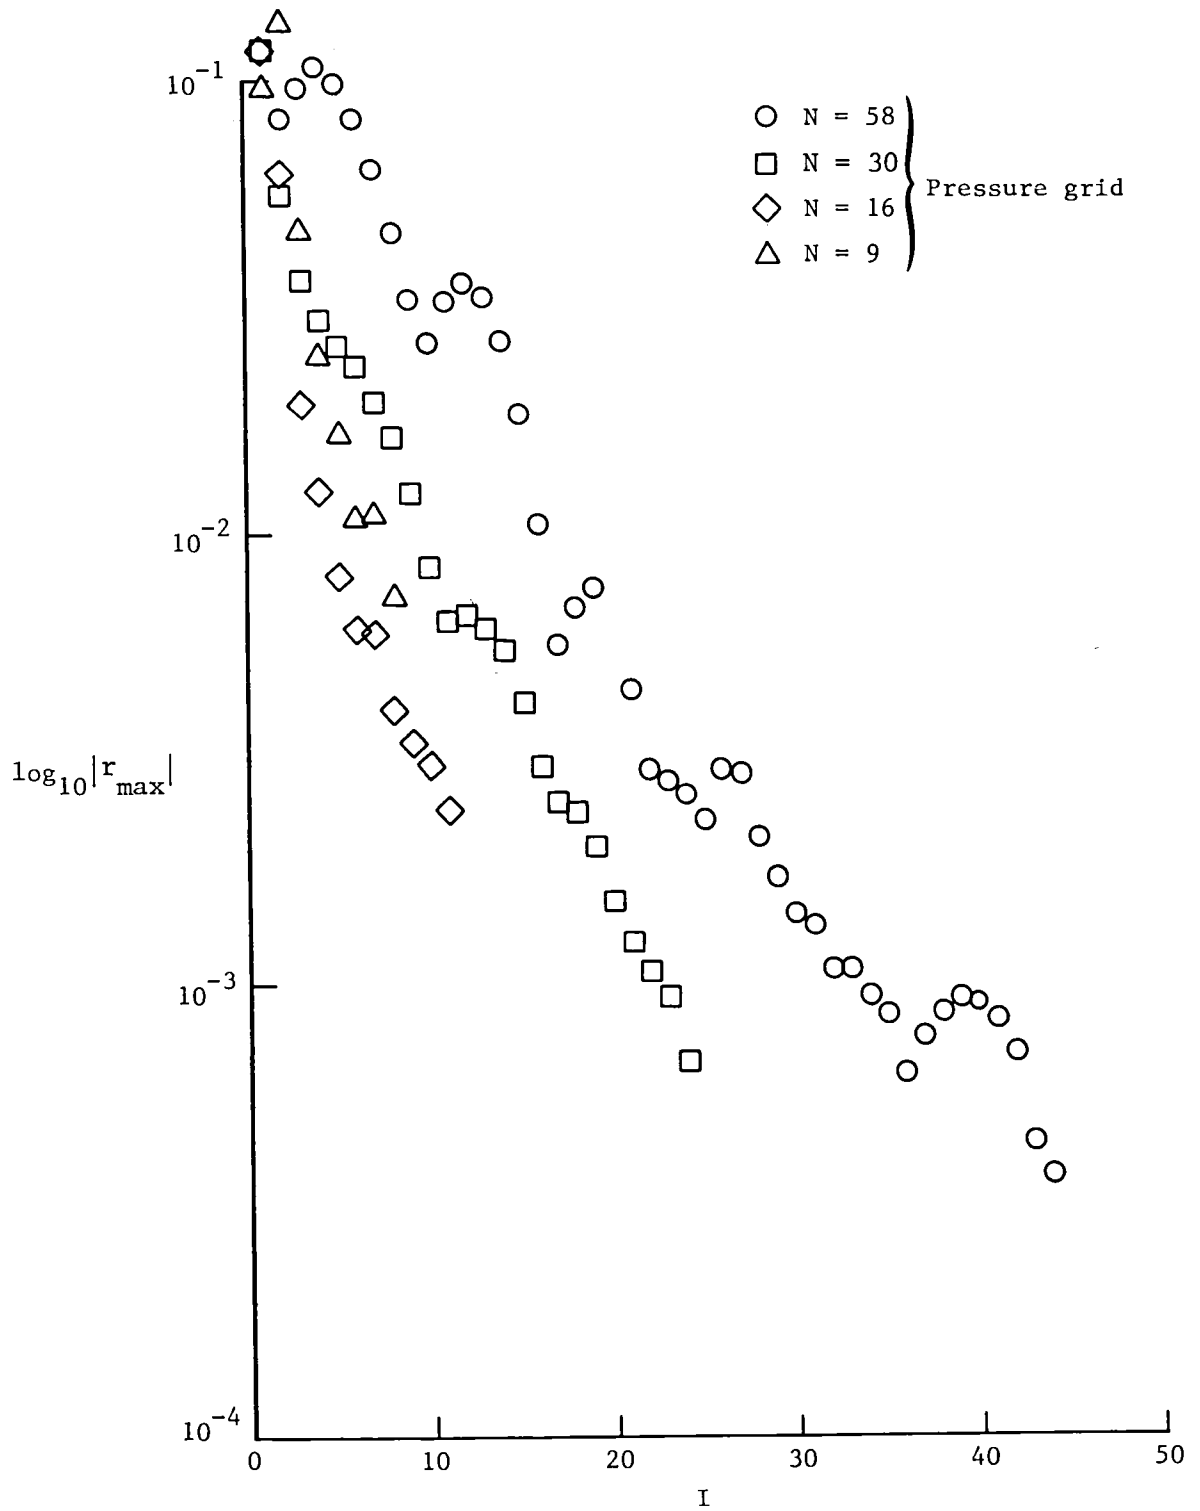 10⁻¹
N = 58
N = 30
N = 16
N = 9
Pressure grid
10⁻²
log₁₀|r_max|
10⁻³
10⁻⁴
0 10 20 30 40 50
I